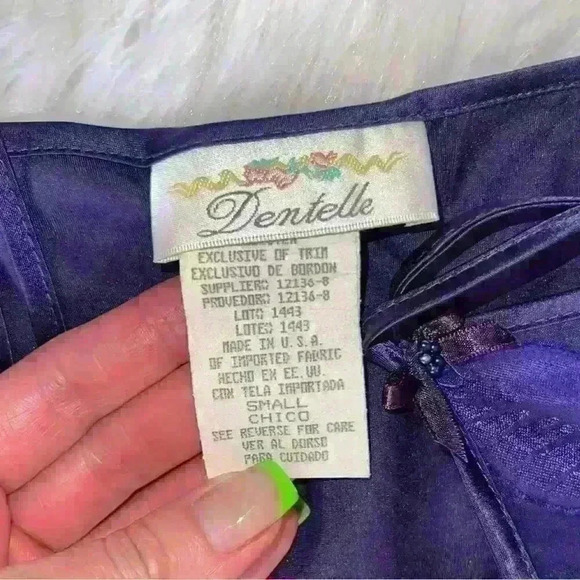 Dentelle
EXCLUSIVE OF TRIM
EXCLUSIVO DE BORDON
SUPPLIER# 12136-8
PROVEDOR# 12136-8
LOT# 1443
LOTE# 1443
MADE IN U.S.A.
OF IMPORTED FABRIC
HECHO EN EE.UU.
CON TELA IMPORTADA
SMALL
CHICO
SEE REVERSE FOR CARE
VER AL DORSO
PARA CUIDADO